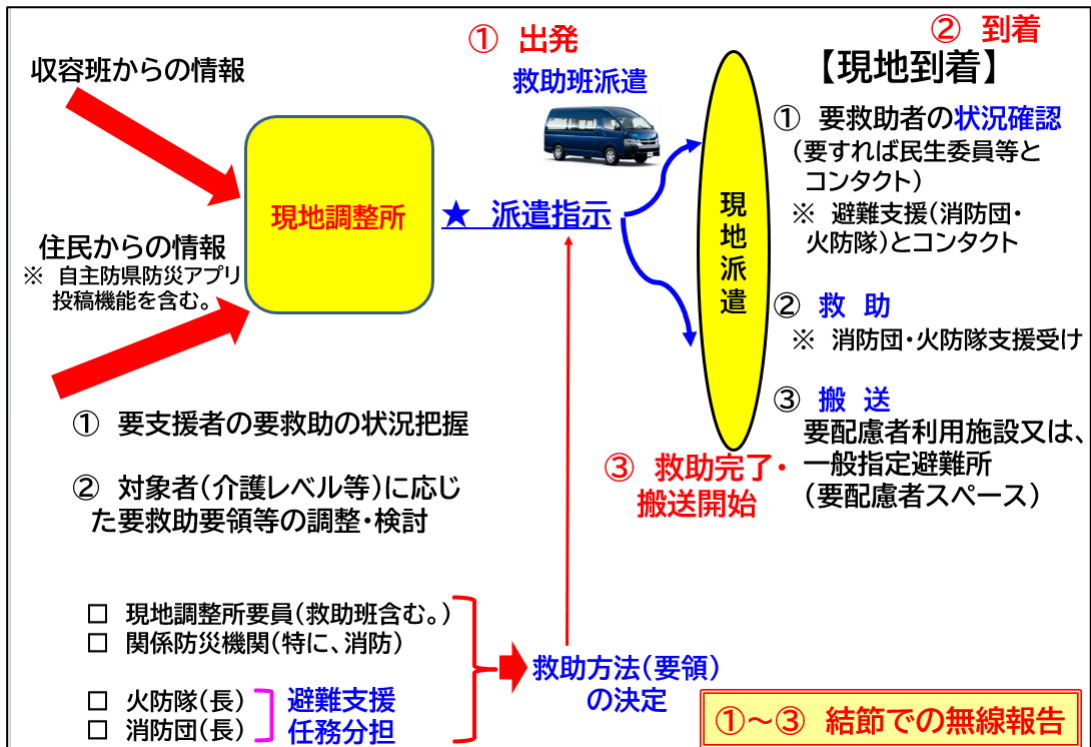 収容班からの情報
住民からの情報
※ 自主防県防災アプリ
投稿機能を含む。
現地調整所
① 要支援者の要救助の状況把握
② 対象者(介護レベル等)に応じ
た要救助要領等の調整・検討
① 出発
救助班派遣
★ 派遣指示
現地派遣
② 到着
【現地到着】
① 要救助者の状況確認
(要すれば民生委員等と
コンタクト)
※ 避難支援(消防団・
火防隊)とコンタクト
② 救 助
※ 消防団・火防隊支援受け
③ 搬 送
要配慮者利用施設又は、
一般指定避難所
(要配慮者スペース)
③ 救助完了・
搬送開始
□ 現地調整所要員(救助班含む。)
□ 関係防災機関(特に、消防)
□ 火防隊(長)
□ 消防団(長)
避難支援
任務分担
救助方法(要領)
の決定
①～③ 結節での無線報告